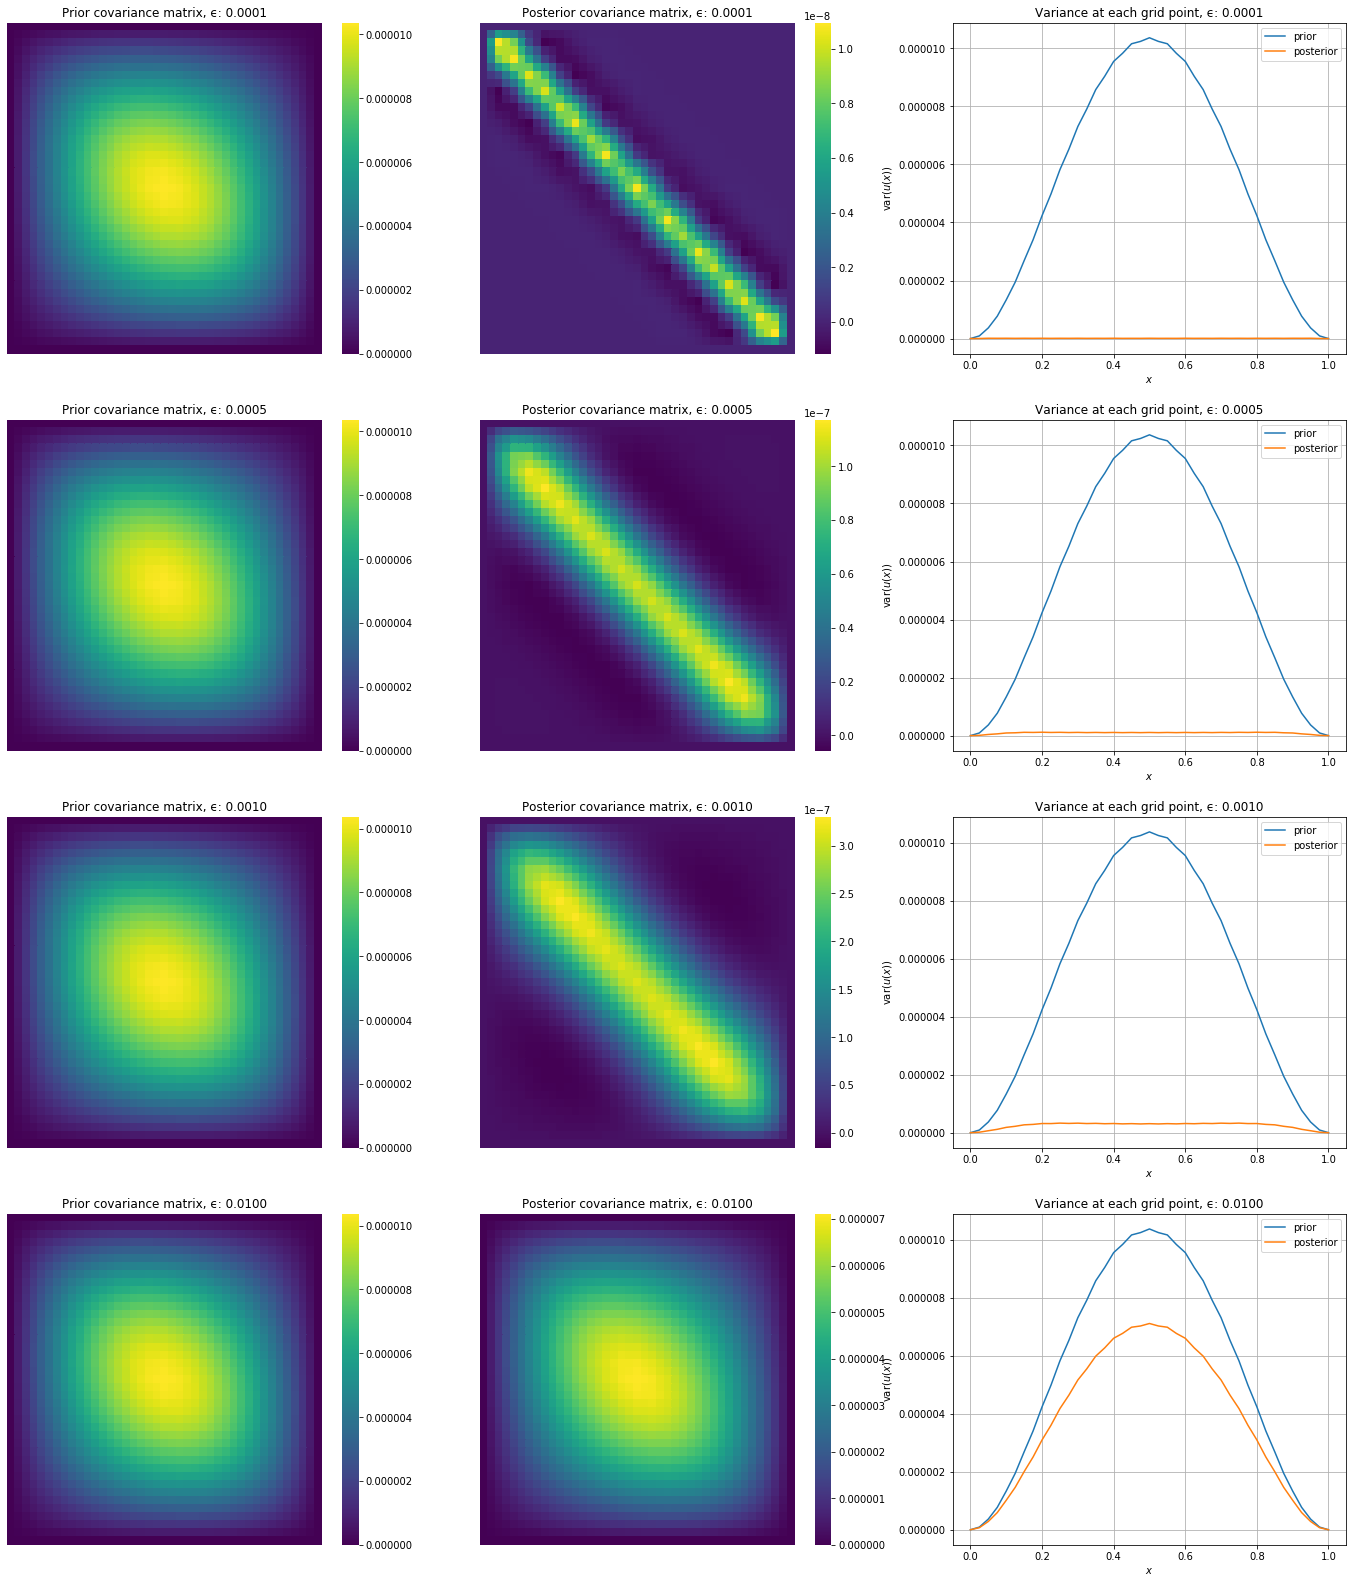 Prior covariance matrix, ϵ: 0.0001
0.000010
0.000008
0.000006
0.000004
0.000002
0.000000
Posterior covariance matrix, ϵ: 0.0001
1e−8
1.0
0.8
0.6
0.4
0.2
0.0
Variance at each grid point, ϵ: 0.0001
prior
posterior
var(u(x))
0.000010
0.000008
0.000006
0.000004
0.000002
0.000000
0.0 0.2 0.4 0.6 0.8 1.0
x
Prior covariance matrix, ϵ: 0.0005
0.000010
0.000008
0.000006
0.000004
0.000002
0.000000
Posterior covariance matrix, ϵ: 0.0005
1e−7
1.0
0.8
0.6
0.4
0.2
0.0
Variance at each grid point, ϵ: 0.0005
prior
posterior
var(u(x))
0.000010
0.000008
0.000006
0.000004
0.000002
0.000000
0.0 0.2 0.4 0.6 0.8 1.0
x
Prior covariance matrix, ϵ: 0.0010
0.000010
0.000008
0.000006
0.000004
0.000002
0.000000
Posterior covariance matrix, ϵ: 0.0010
1e−7
3.0
2.5
2.0
1.5
1.0
0.5
0.0
Variance at each grid point, ϵ: 0.0010
prior
posterior
var(u(x))
0.000010
0.000008
0.000006
0.000004
0.000002
0.000000
0.0 0.2 0.4 0.6 0.8 1.0
x
Prior covariance matrix, ϵ: 0.0100
0.000010
0.000008
0.000006
0.000004
0.000002
0.000000
Posterior covariance matrix, ϵ: 0.0100
0.000007
0.000006
0.000005
0.000004
0.000003
0.000002
0.000001
0.000000
Variance at each grid point, ϵ: 0.0100
prior
posterior
var(u(x))
0.000010
0.000008
0.000006
0.000004
0.000002
0.000000
0.0 0.2 0.4 0.6 0.8 1.0
x